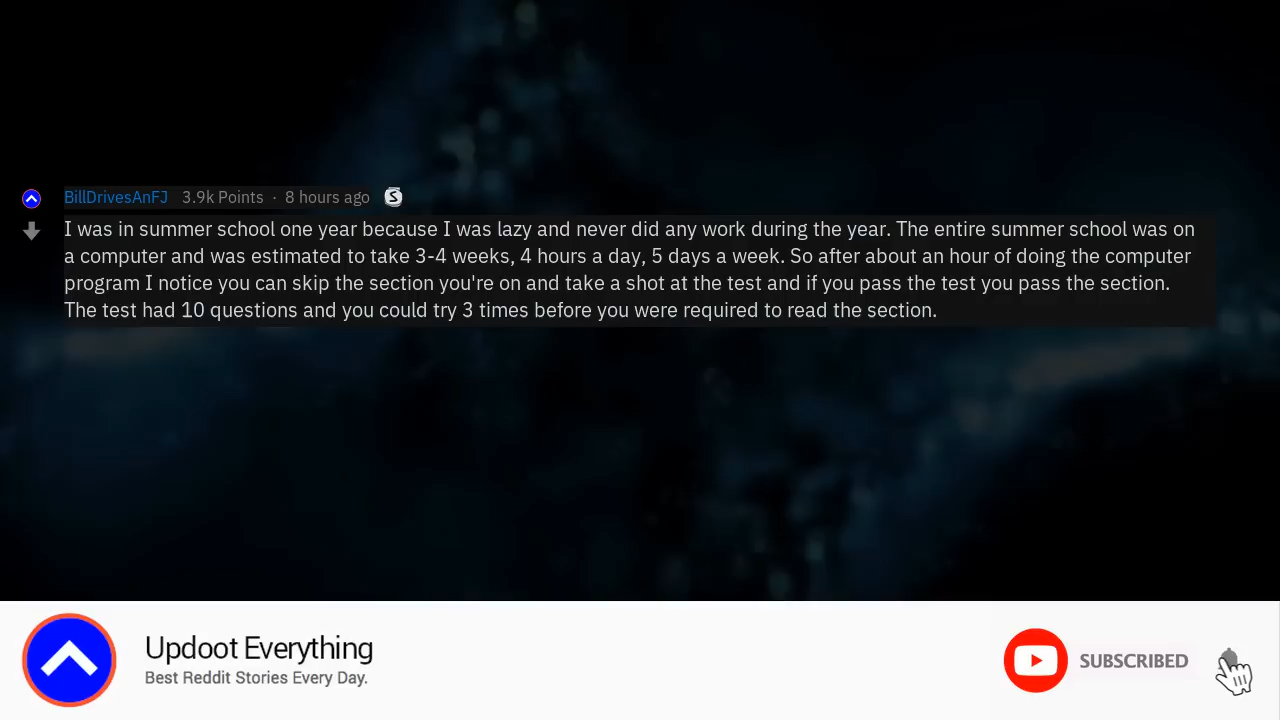 BillDrivesAnFJ 3.9k Points · 8 hours ago S
I was in summer school one year because I was lazy and never did any work during the year. The entire summer school was on
a computer and was estimated to take 3-4 weeks, 4 hours a day, 5 days a week. So after about an hour of doing the computer
program I notice you can skip the section you're on and take a shot at the test and if you pass the test you pass the section.
The test had 10 questions and you could try 3 times before you were required to read the section.
Updoot Everything
Best Reddit Stories Every Day.
SUBSCRIBED